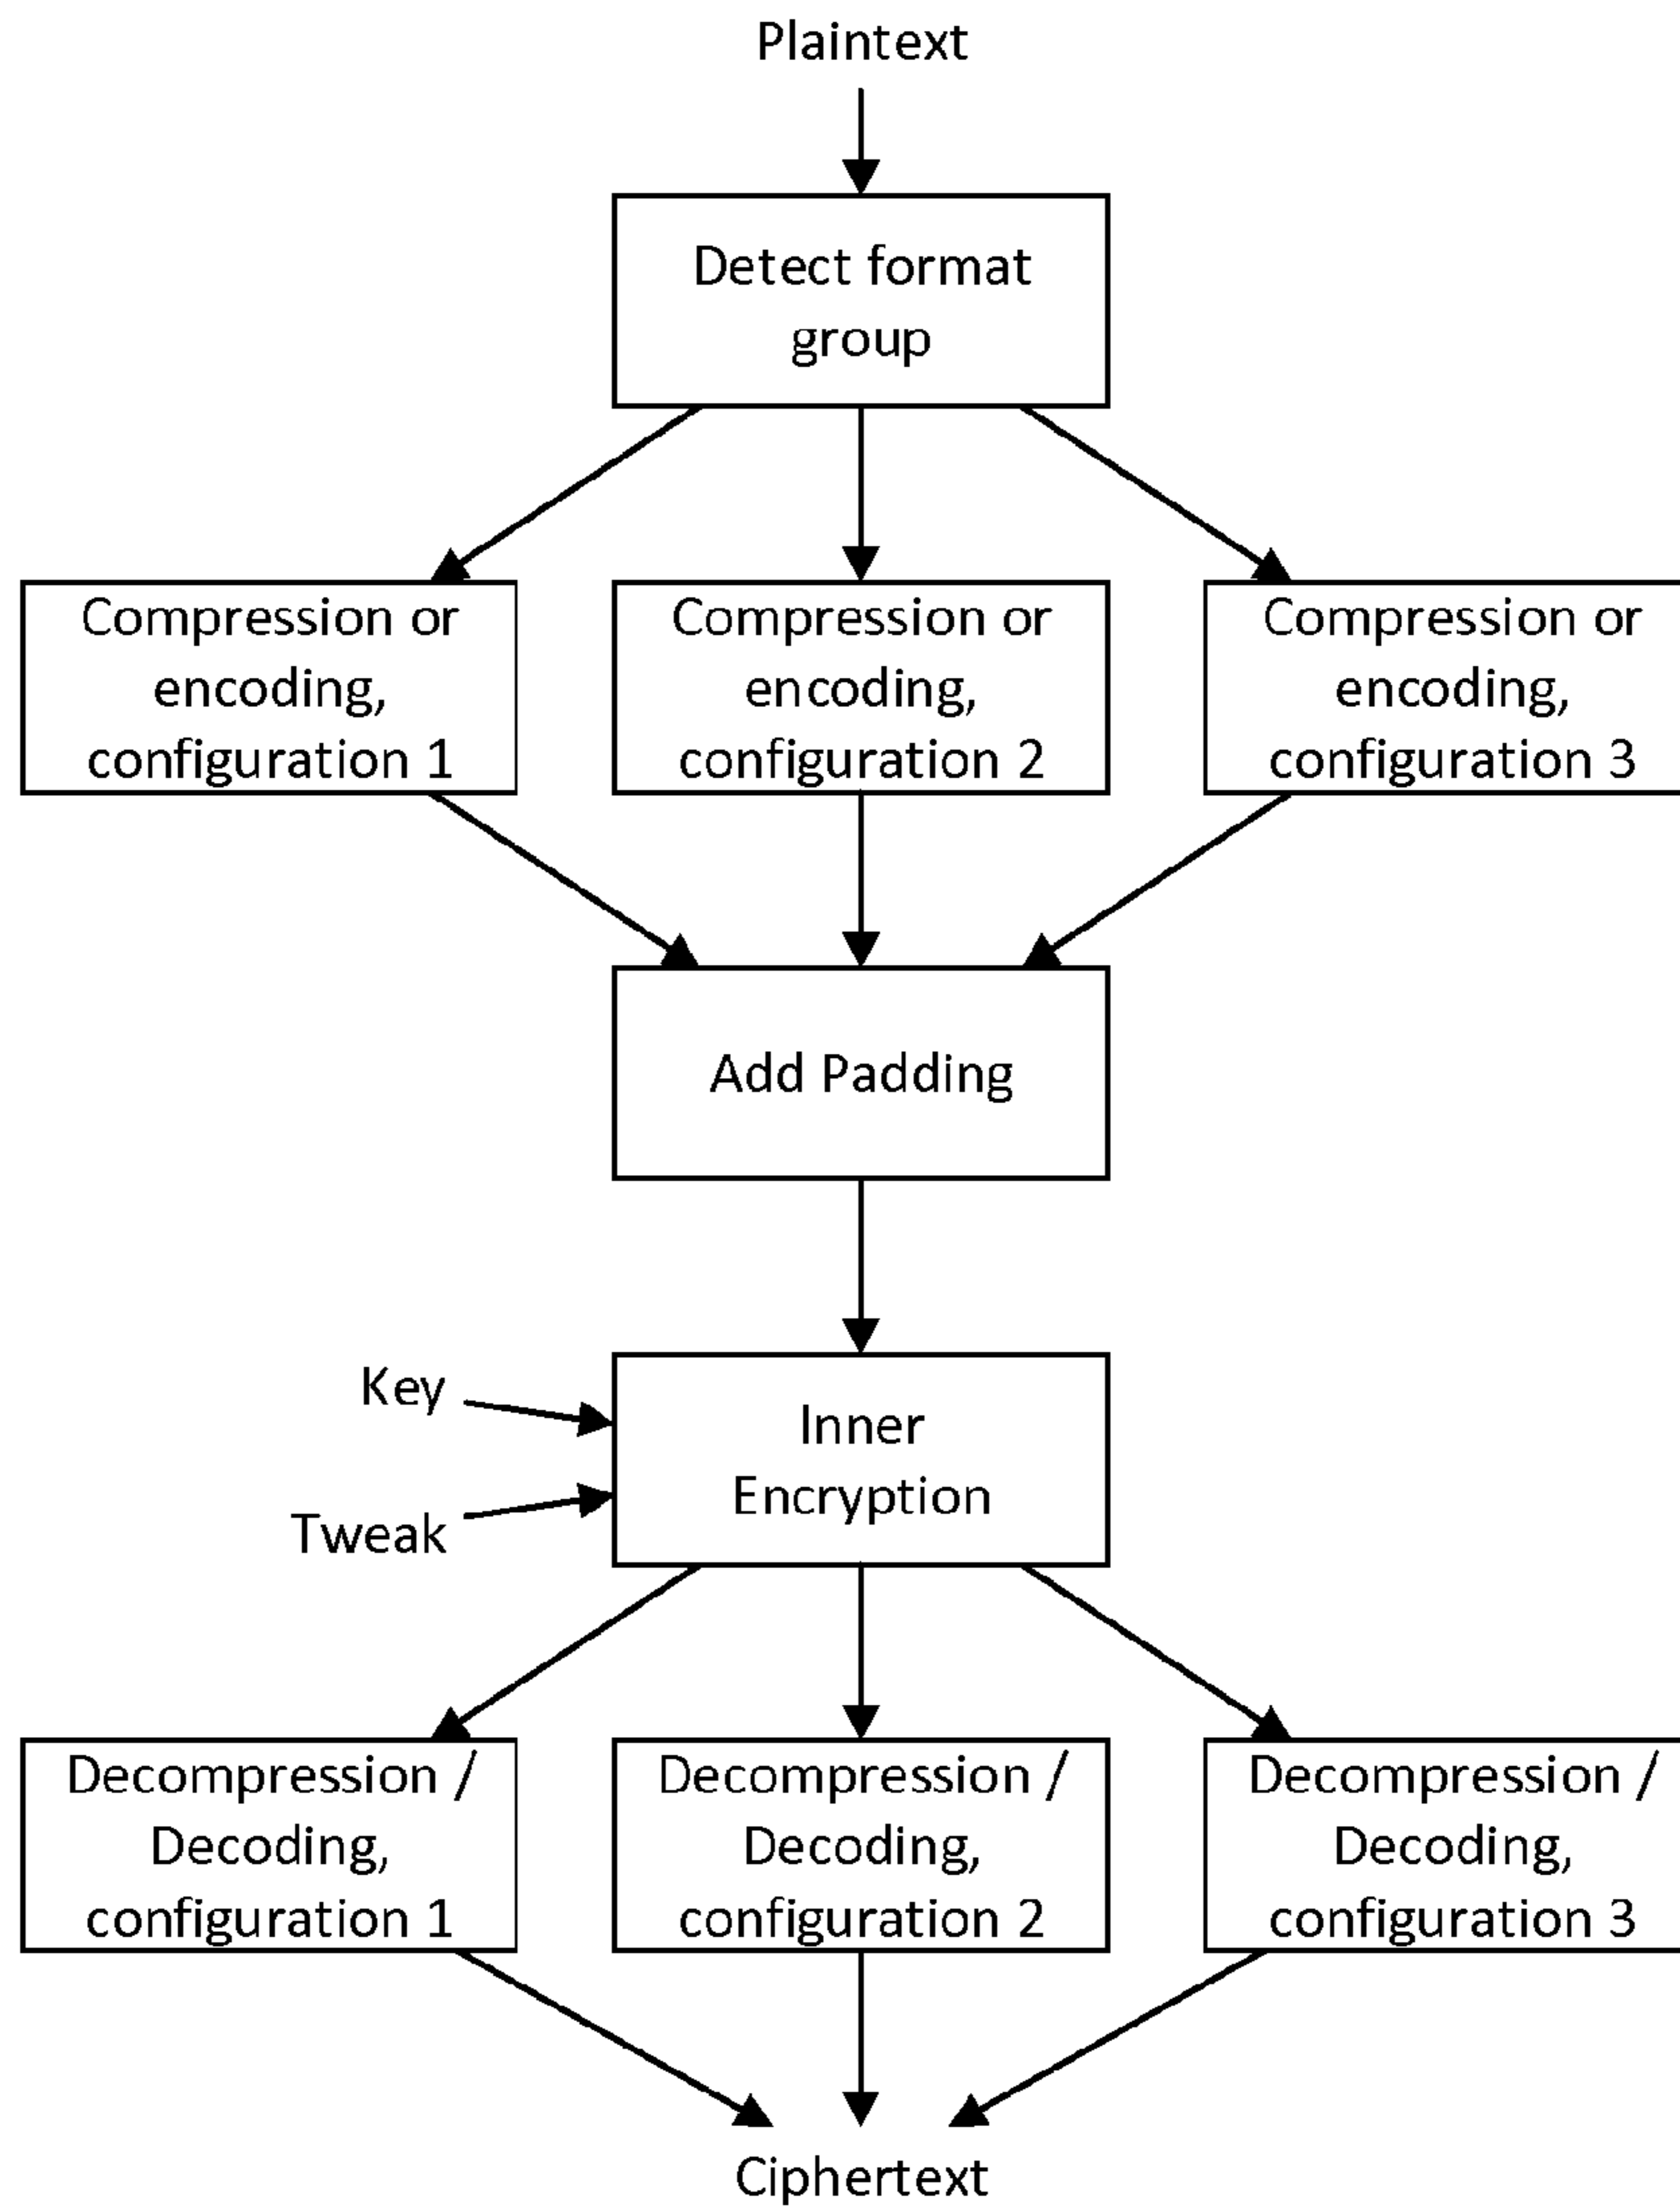 Plaintext
Detect format
group
Compression or
encoding,
configuration 1
Compression or
encoding,
configuration 2
Compression or
encoding,
configuration 3
Add Padding
Key
Tweak
Inner
Encryption
Decompression /
Decoding,
configuration 1
Decompression /
Decoding,
configuration 2
Decompression /
Decoding,
configuration 3
Ciphertext